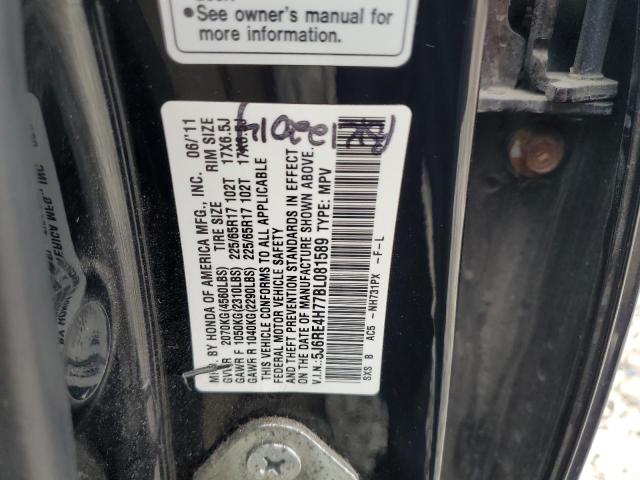 See owner's manual for
more information.
MFD. BY HONDA OF AMERICA MFG., INC. 06/11
TIRE SIZE RIM SIZE
GVWR 2070KG(4560LBS)
GAWR F 1050KG(2310LBS) 225/65R17 102T 17X6.5J
GAWR R 1040KG(2290LBS) 225/65R17 102T 17X6.5J
THIS VEHICLE CONFORMS TO ALL APPLICABLE
FEDERAL MOTOR VEHICLE SAFETY
AND THEFT PREVENTION STANDARDS IN EFFECT
ON THE DATE OF MANUFACTURE SHOWN ABOVE.
V.I.N.:5J6RE4H77BL081589 TYPE: MPV
SXS B AC5 -NH731PX -F-L